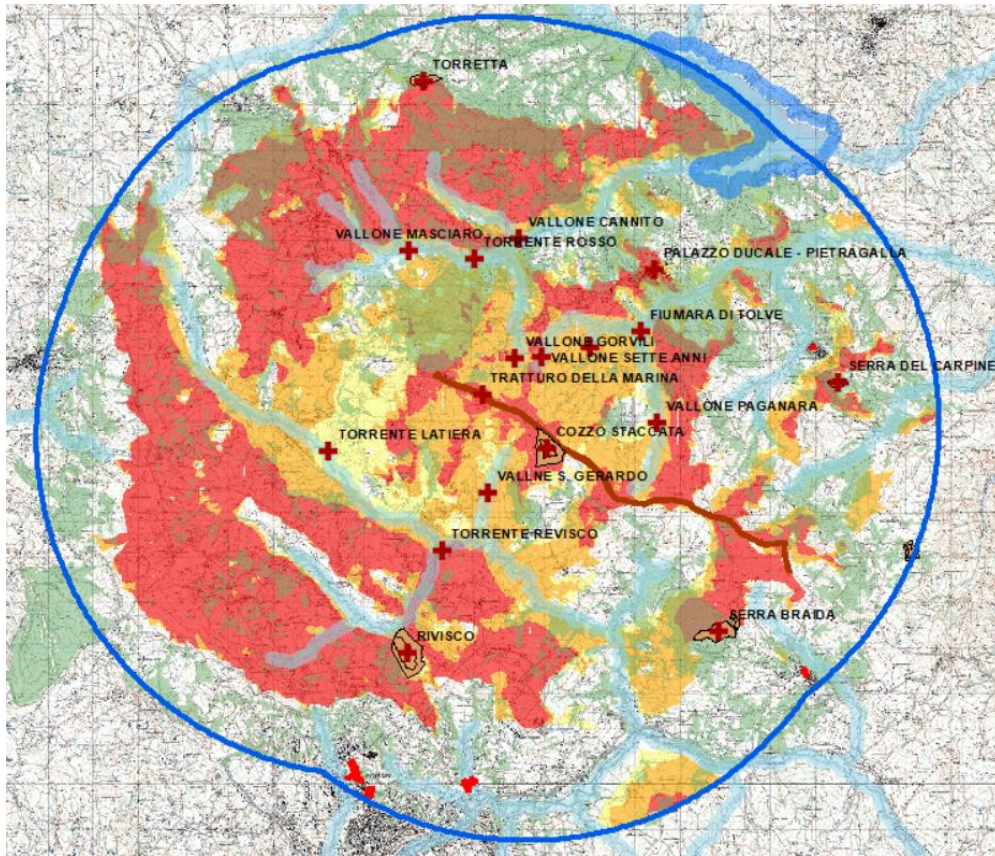 TORRETTA
VALLONE CANNITO
VALLONE MASCIARO
TORRENTE ROSSO
PALAZZO DUCALE - PIETRAGALLA
FIUMARA DI TOLVE
VALLONE GORVILI
VALLONE SETTE ANNI
SERRA DEL CARPINE
TRATTURO DELLA MARINA
VALLONE PAGANARA
TORRENTE LATIERA
COZZO STACCATA
VALLNE S. GERARDO
TORRENTE REVISCO
SERRA BRAIDA
RIVISCO